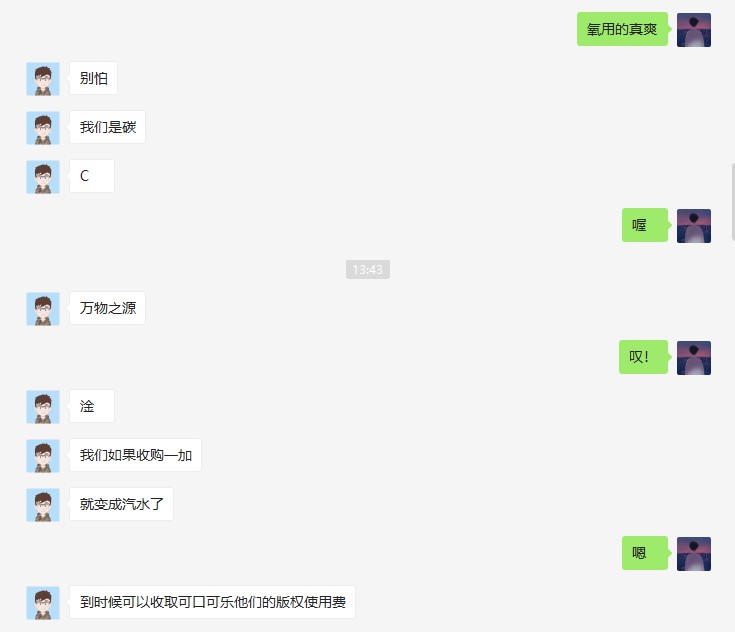 氧用的真爽
别怕
我们是碳
C
喔
13:43
万物之源
叹！
淦
我们如果收购一加
就变成汽水了
嗯
到时候可以收取可口可乐他们的版权使用费